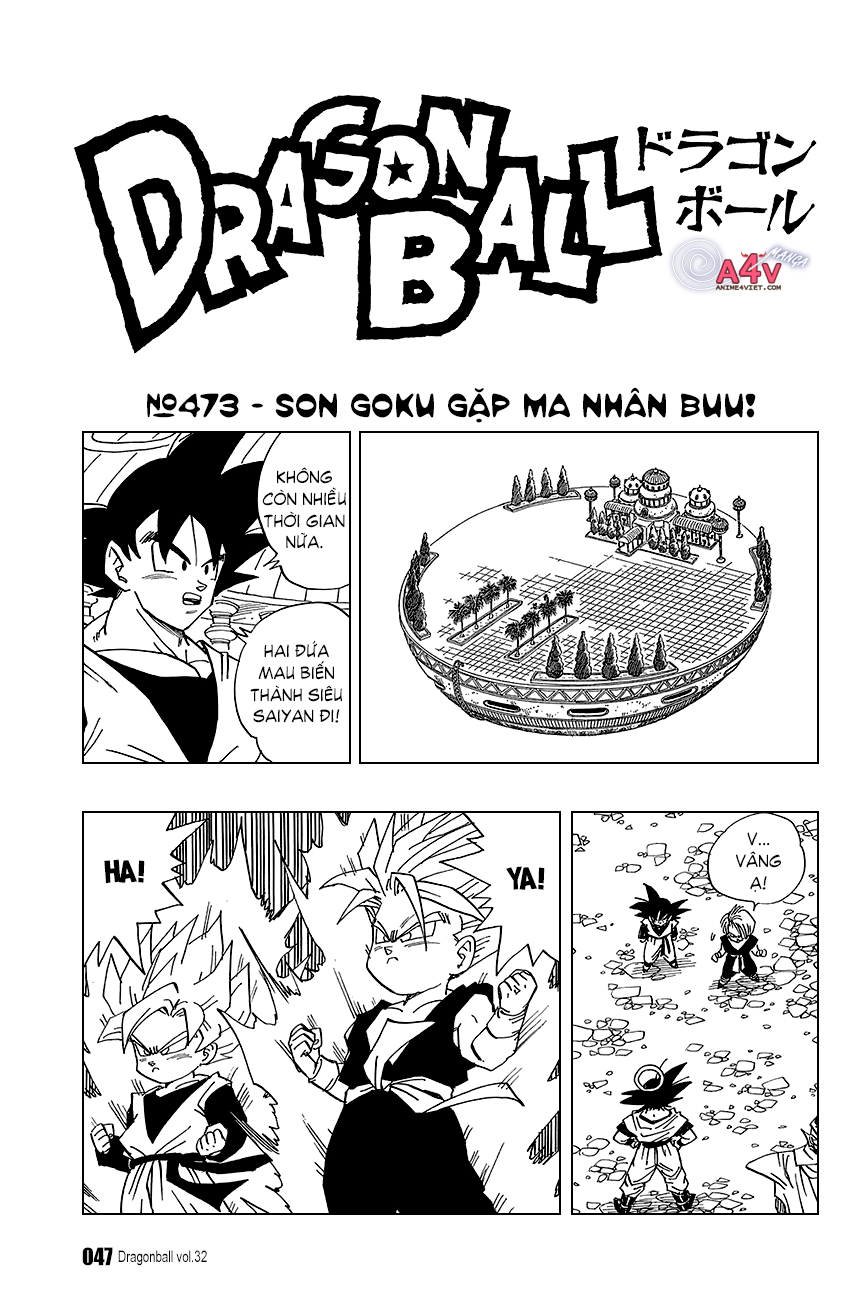 DRAGON
BALL
ドラゴン
ボール
A4V
MANGA
ANIME4VIET.COM
№473 - SON GOKU GẶP MA NHÂN BUU!
KHÔNG
CÒN NHIỀU
THỜI GIAN
NỮA.
HAI ĐỨA
MAU BIẾN
THÀNH SIÊU
SAIYAN ĐI!
V...
VÂNG
Ạ!
YA!
HA!
047 Dragonball vol.32